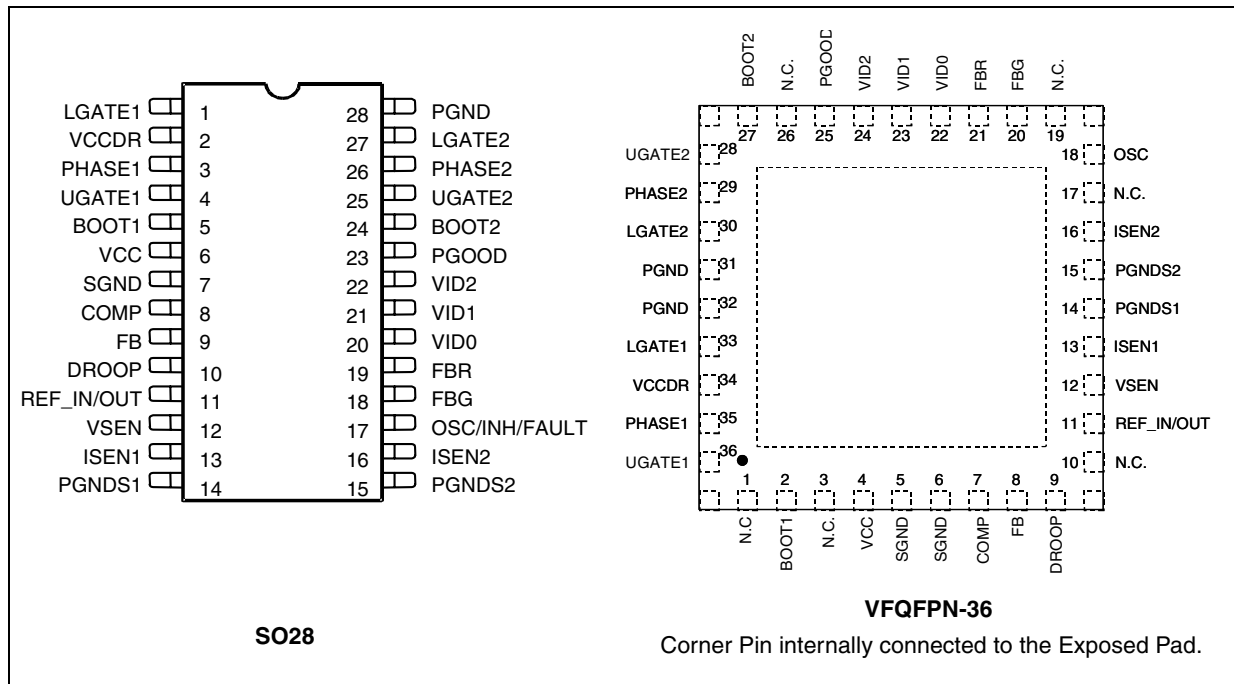 LGATE1 1 28 PGND
VCCDR 2 27 LGATE2
PHASE1 3 26 PHASE2
UGATE1 4 25 UGATE2
BOOT1 5 24 BOOT2
VCC 6 23 PGOOD
SGND 7 22 VID2
COMP 8 21 VID1
FB 9 20 VID0
DROOP 10 19 FBR
REF_IN/OUT 11 18 FBG
VSEN 12 17 OSC/INH/FAULT
ISEN1 13 16 ISEN2
PGNDS1 14 15 PGNDS2
SO28
BOOT2 N.C. PGOOD VID2 VID1 VID0 FBR FBG N.C.
27 26 25 24 23 22 21 20 19
UGATE2 28 18 OSC
PHASE2 29 17 N.C.
LGATE2 30 16 ISEN2
PGND 31 15 PGNDS2
PGND 32 14 PGNDS1
LGATE1 33 13 ISEN1
VCCDR 34 12 VSEN
PHASE1 35 11 REF_IN/OUT
UGATE1 36 10 N.C.
1 2 3 4 5 6 7 8 9
N.C BOOT1 N.C. VCC SGND SGND COMP FB DROOP
VFQFPN-36
Corner Pin internally connected to the Exposed Pad.